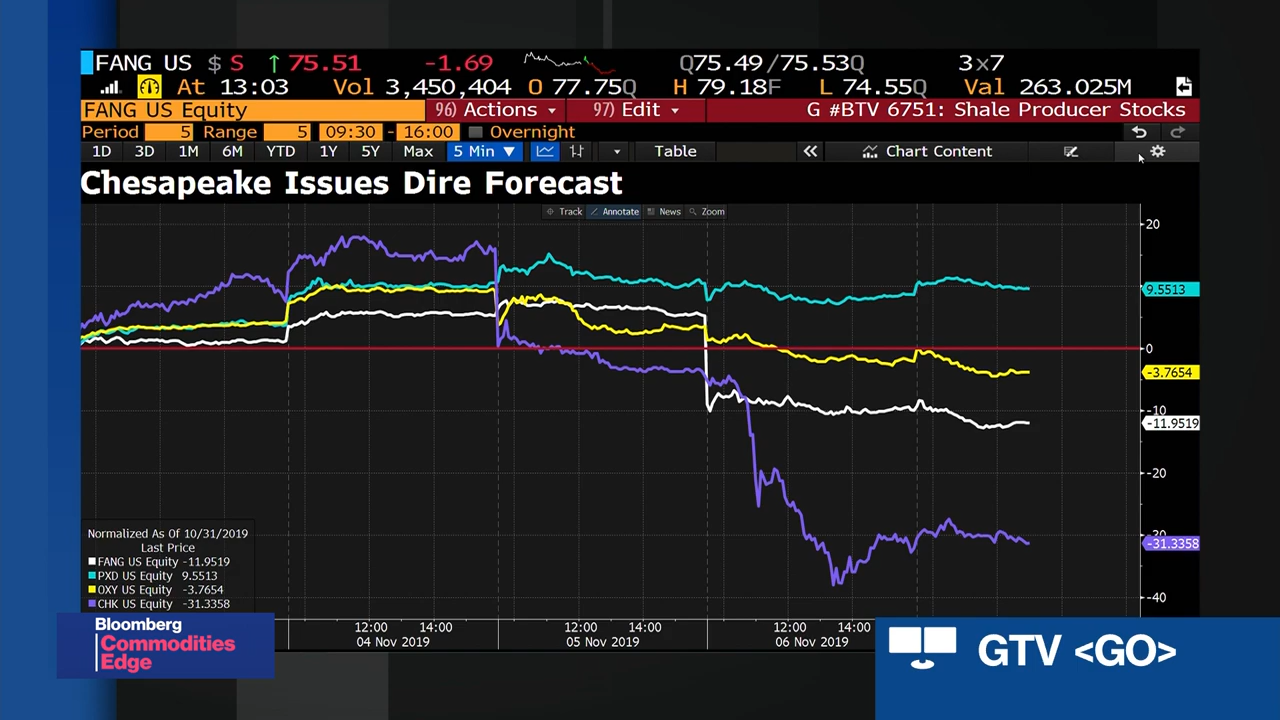 FANG US $ S ↑ 75.51 -1.69 Q75.49/75.53Q 3×7
At 13:03 Vol 3,450,404 O 77.75Q H 79.18F L 74.55Q Val 263.025M
FANG US Equity 96) Actions 97) Edit G #BTV 6751: Shale Producer Stocks
Period 5 Range 5 09:30 - 16:00 Overnight
1D 3D 1M 6M YTD 1Y 5Y Max 5 Min ▼ Table « Chart Content
Chesapeake Issues Dire Forecast
Track Annotate News Zoom
20
9.5513
0
-3.7654
-10
-11.9519
-20
-30
-31.3358
-40
Normalized As Of 10/31/2019
Last Price
FANG US Equity -11.9519
PXD US Equity 9.5513
OXY US Equity -3.7654
CHK US Equity -31.3358
12:00 14:00 12:00 14:00 12:00 14:00
04 Nov 2019 05 Nov 2019 06 Nov 2019
Bloomberg
Commodities
Edge
GTV <GO>